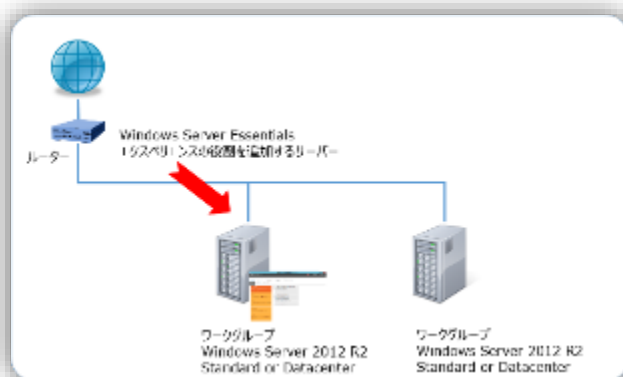 Windows Server Essentials
エクスペリエンスの役割を追加するサーバー
ルーター
ワークグループ
Windows Server 2012 R2
Standard or Datacenter
ワークグループ
Windows Server 2012 R2
Standard or Datacenter